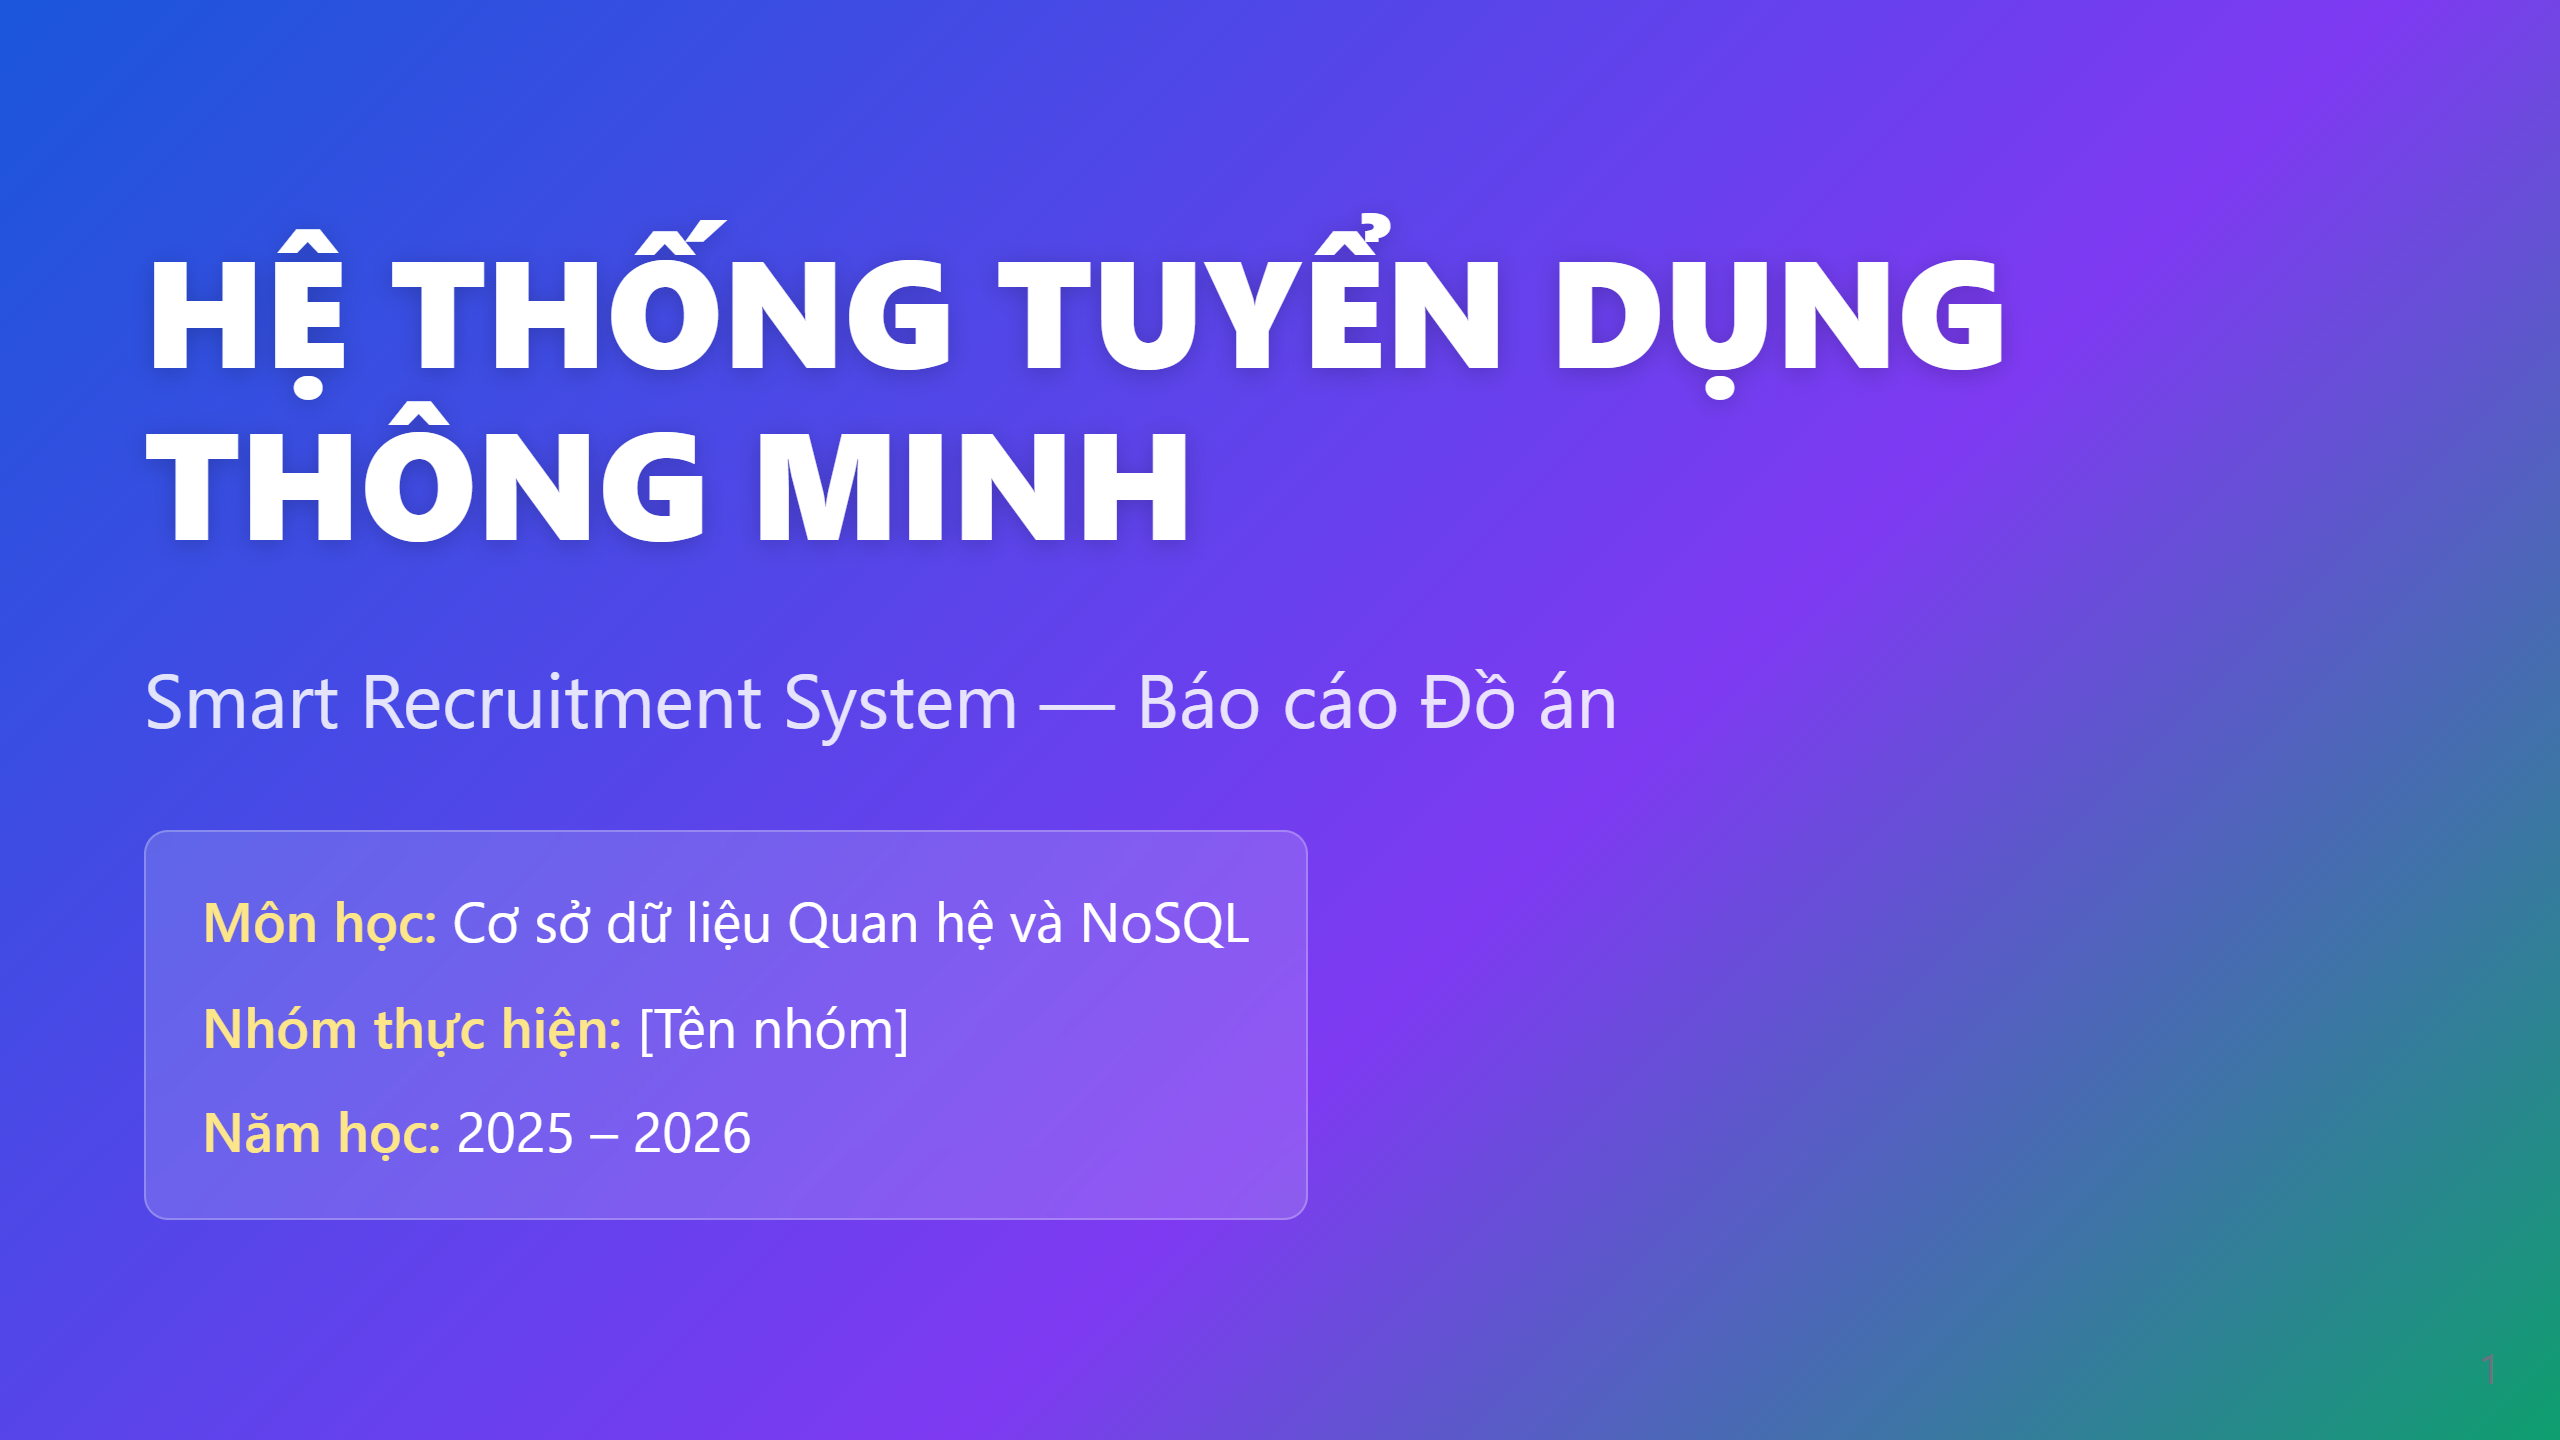 HỆ THỐNG TUYỂN DỤNG
THÔNG MINH
Smart Recruitment System — Báo cáo Đồ án
Môn học: Cơ sở dữ liệu Quan hệ và NoSQL
Nhóm thực hiện: [Tên nhóm]
Năm học: 2025 – 2026
1